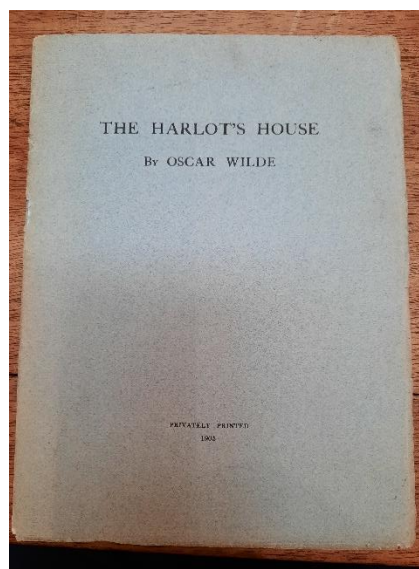 THE HARLOT'S HOUSE
By OSCAR WILDE
PRIVATELY PRINTED
1905